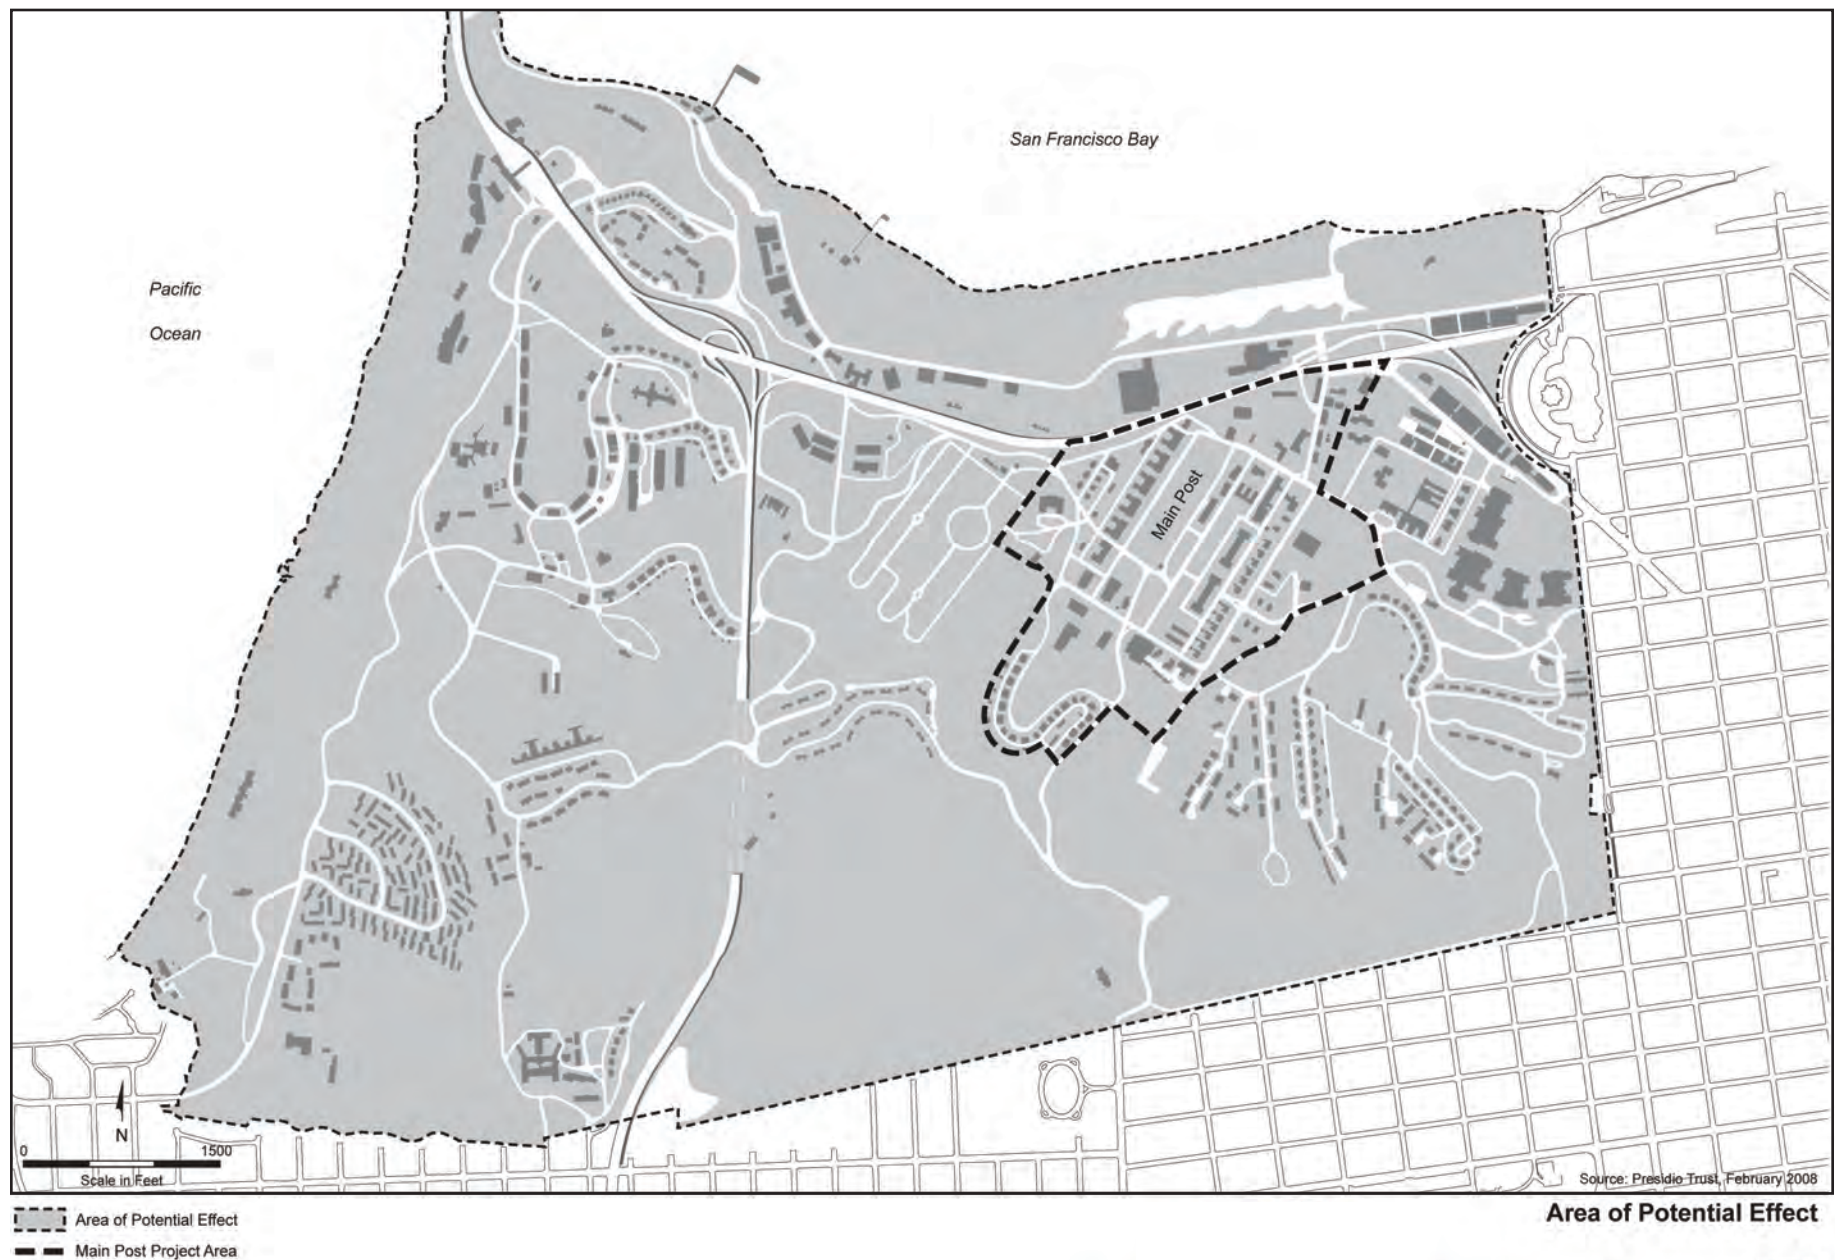 San Francisco Bay
Pacific
Ocean
Main Post
N
0 1500
Scale in Feet
Source: Presidio Trust, February 2008
Area of Potential Effect
Area of Potential Effect
Main Post Project Area